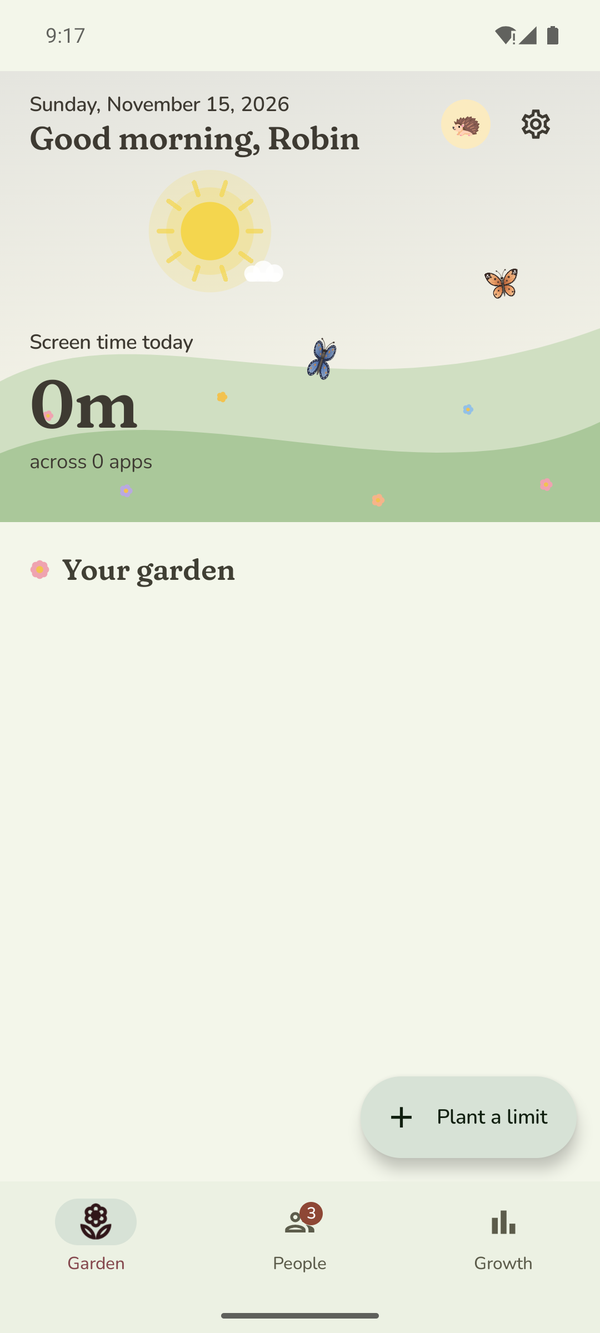 9:17
Sunday, November 15, 2026
Good morning, Robin
Screen time today
0m
across 0 apps
Your garden
Plant a limit
3
Garden
People
Growth